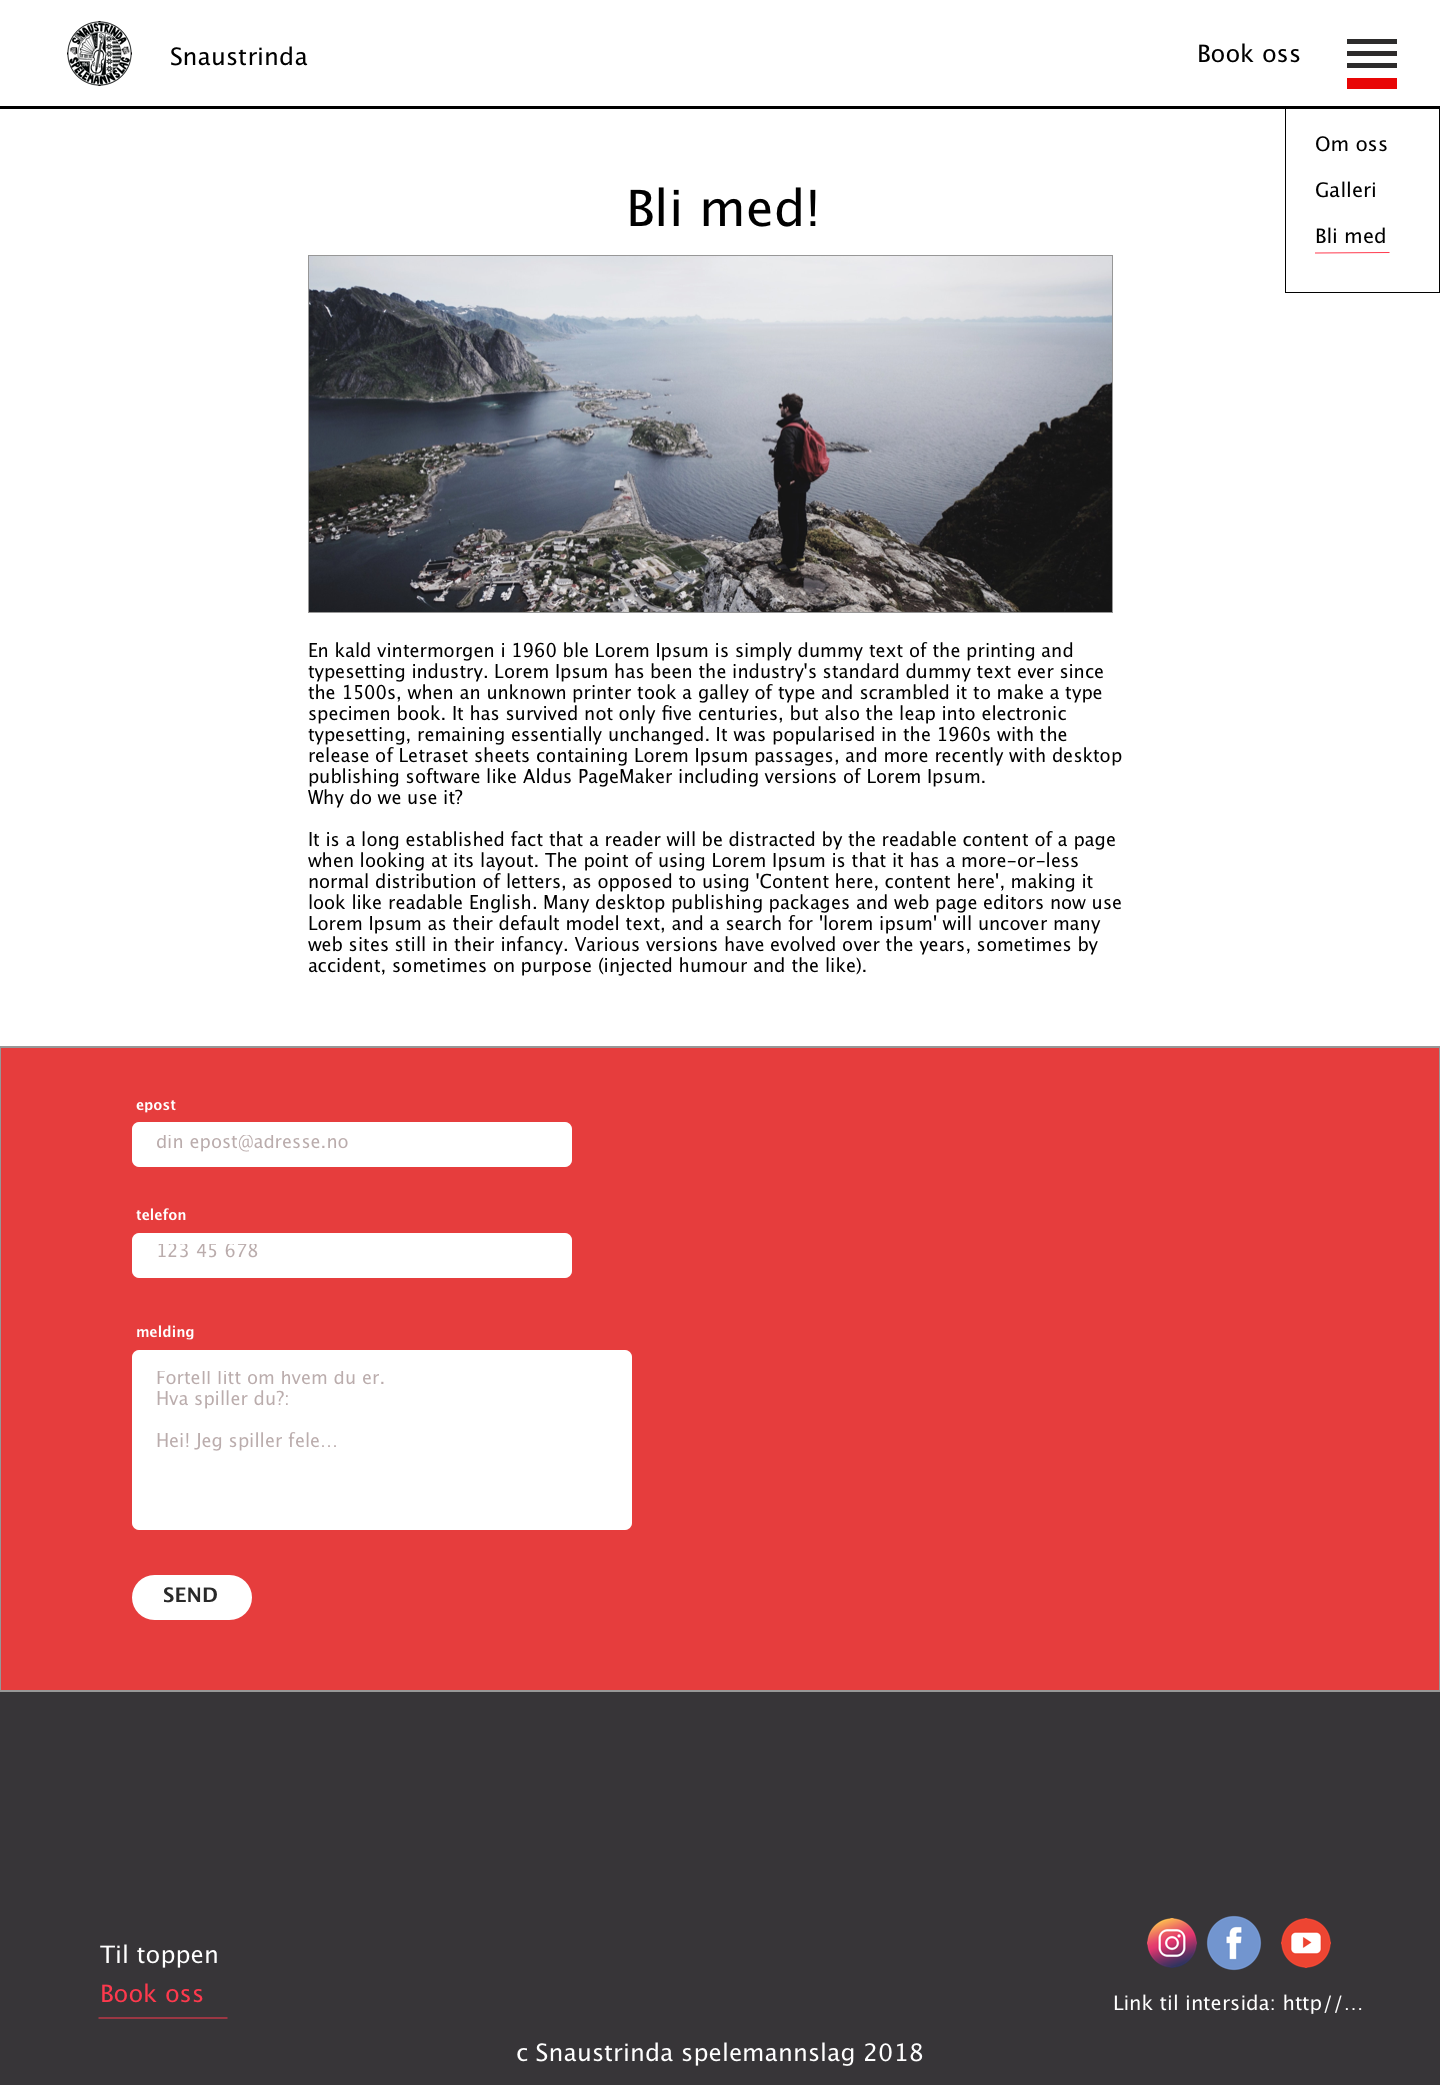 SNAUSTRINDA
SPELEMANNSLAG
Snaustrinda
Book oss
Om oss
Galleri
Bli med
Bli med!
En kald vintermorgen i 1960 ble Lorem Ipsum is simply dummy text of the printing and
typesetting industry. Lorem Ipsum has been the industry's standard dummy text ever since
the 1500s, when an unknown printer took a galley of type and scrambled it to make a type
specimen book. It has survived not only five centuries, but also the leap into electronic
typesetting, remaining essentially unchanged. It was popularised in the 1960s with the
release of Letraset sheets containing Lorem Ipsum passages, and more recently with desktop
publishing software like Aldus PageMaker including versions of Lorem Ipsum.
Why do we use it?
It is a long established fact that a reader will be distracted by the readable content of a page
when looking at its layout. The point of using Lorem Ipsum is that it has a more-or-less
normal distribution of letters, as opposed to using 'Content here, content here', making it
look like readable English. Many desktop publishing packages and web page editors now use
Lorem Ipsum as their default model text, and a search for 'lorem ipsum' will uncover many
web sites still in their infancy. Various versions have evolved over the years, sometimes by
accident, sometimes on purpose (injected humour and the like).
epost
din epost@adresse.no
telefon
123 45 678
melding
Fortell litt om hvem du er.
Hva spiller du?:
Hei! Jeg spiller fele...
SEND
Til toppen
Book oss
Link til intersida: http//...
c Snaustrinda spelemannslag 2018